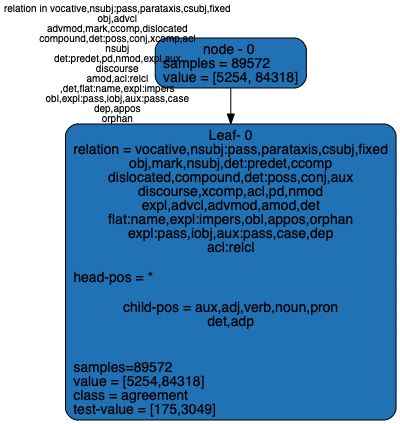 relation in vocative,nsubj:pass,parataxis,csubj,fixed
obj,advcl
advmod,mark,ccomp,dislocated
compound,det:poss,conj,xcomp,acl
nsubj
det:predet,pd,nmod,expl,aux
discourse
amod,acl:relcl
,det,flat:name,expl:impers
obl,expl:pass,iobj,aux:pass,case
dep,appos
orphan
node - 0
samples = 89572
value = [5254, 84318]
Leaf- 0
relation = vocative,nsubj:pass,parataxis,csubj,fixed
obj,mark,nsubj,det:predet,ccomp
dislocated,compound,det:poss,conj,aux
discourse,xcomp,acl,pd,nmod
expl,advcl,advmod,amod,det
flat:name,expl:impers,obl,appos,orphan
expl:pass,iobj,aux:pass,case,dep
acl:relcl
head-pos = *
child-pos = aux,adj,verb,noun,pron
det,adp
samples=89572
value = [5254,84318]
class = agreement
test-value = [175,3049]